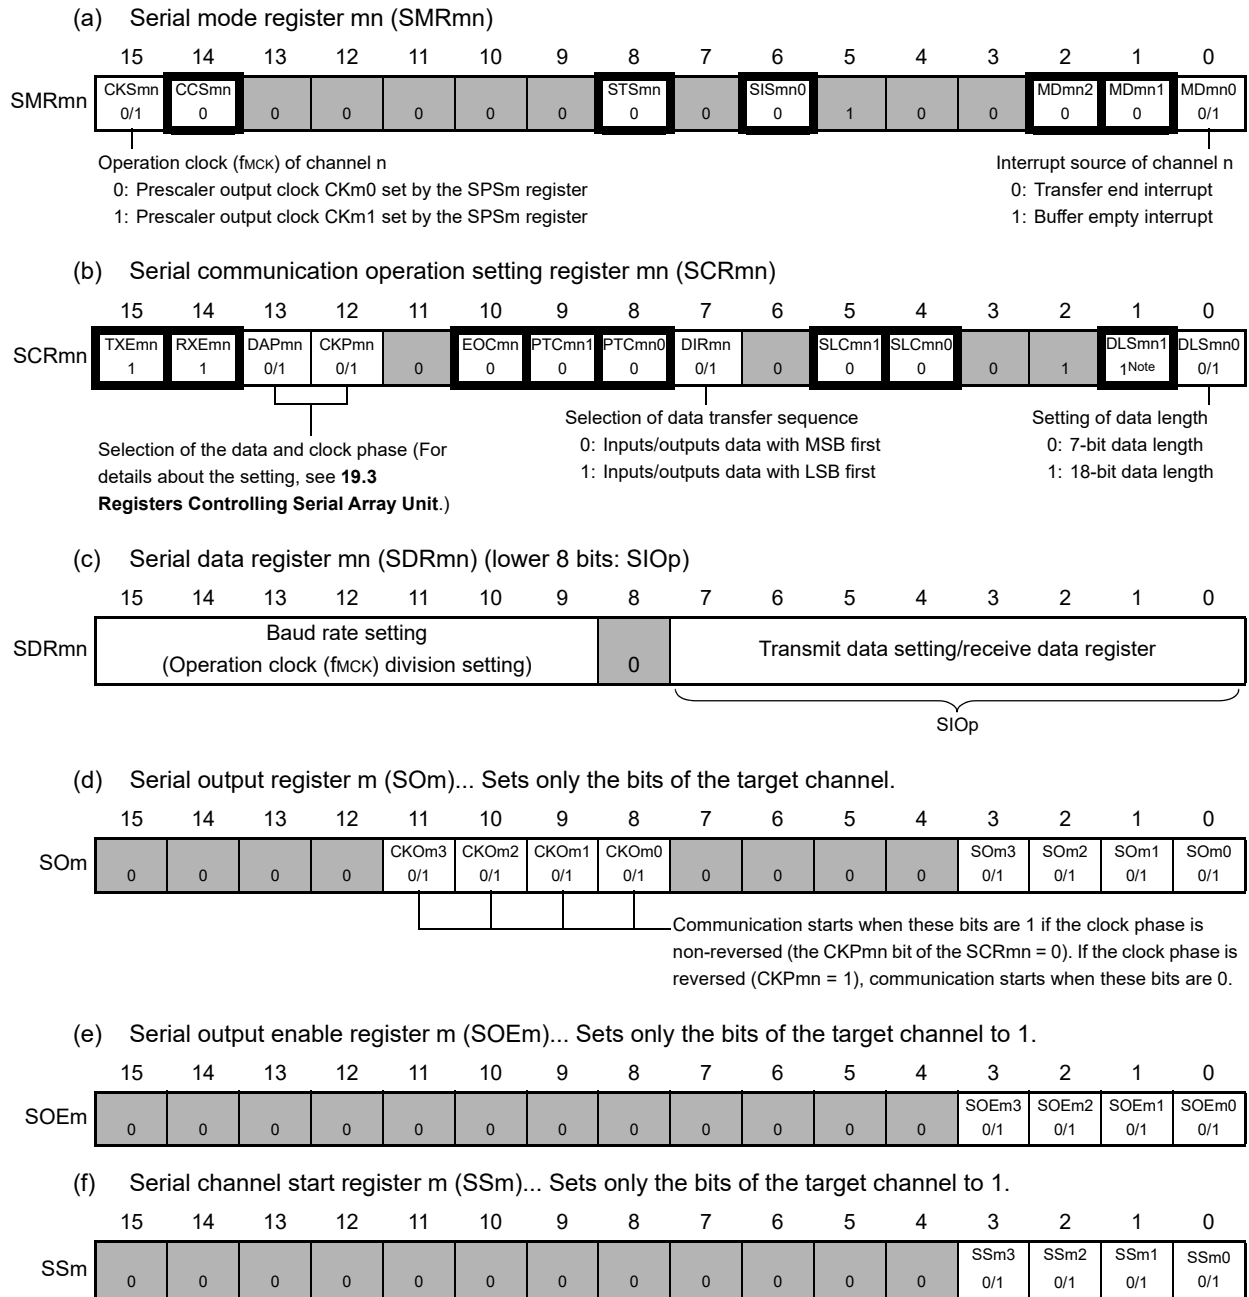 (a) Serial mode register mn (SMRmn)
15 14 13 12 11 10 9 8 7 6 5 4 3 2 1 0
SMRmn
CKSmn CCSmn STSmn SISmn0 MDmn2 MDmn1 MDmn0
0/1 0 0 0 0 0 0 0 0 0 1 0 0 0 0 0/1
Operation clock (fMCK) of channel n
0: Prescaler output clock CKm0 set by the SPSm register
1: Prescaler output clock CKm1 set by the SPSm register
Interrupt source of channel n
0: Transfer end interrupt
1: Buffer empty interrupt
(b) Serial communication operation setting register mn (SCRmn)
15 14 13 12 11 10 9 8 7 6 5 4 3 2 1 0
SCRmn
TXEmn RXEmn DAPmn CKPmn EOCmn PTCmn1 PTCmn0 DIRmn SLCmn1 SLCmn0 DLSmn1 DLSmn0
1 1 0/1 0/1 0 0 0 0 0/1 0 0 0 0 1 1Note 0/1
Selection of the data and clock phase (For
details about the setting, see 19.3
Registers Controlling Serial Array Unit.)
Selection of data transfer sequence
0: Inputs/outputs data with MSB first
1: Inputs/outputs data with LSB first
Setting of data length
0: 7-bit data length
1: 18-bit data length
(c) Serial data register mn (SDRmn) (lower 8 bits: SIOp)
15 14 13 12 11 10 9 8 7 6 5 4 3 2 1 0
SDRmn
Baud rate setting
(Operation clock (fMCK) division setting)
0
Transmit data setting/receive data register
SIOp
(d) Serial output register m (SOm)... Sets only the bits of the target channel.
15 14 13 12 11 10 9 8 7 6 5 4 3 2 1 0
SOm
CKOm3 CKOm2 CKOm1 CKOm0 SOm3 SOm2 SOm1 SOm0
0 0 0 0 0/1 0/1 0/1 0/1 0 0 0 0 0/1 0/1 0/1 0/1
Communication starts when these bits are 1 if the clock phase is
non-reversed (the CKPmn bit of the SCRmn = 0). If the clock phase is
reversed (CKPmn = 1), communication starts when these bits are 0.
(e) Serial output enable register m (SOEm)... Sets only the bits of the target channel to 1.
15 14 13 12 11 10 9 8 7 6 5 4 3 2 1 0
SOEm
SOEm3 SOEm2 SOEm1 SOEm0
0 0 0 0 0 0 0 0 0 0 0 0 0/1 0/1 0/1 0/1
(f) Serial channel start register m (SSm)... Sets only the bits of the target channel to 1.
15 14 13 12 11 10 9 8 7 6 5 4 3 2 1 0
SSm
SSm3 SSm2 SSm1 SSm0
0 0 0 0 0 0 0 0 0 0 0 0 0/1 0/1 0/1 0/1